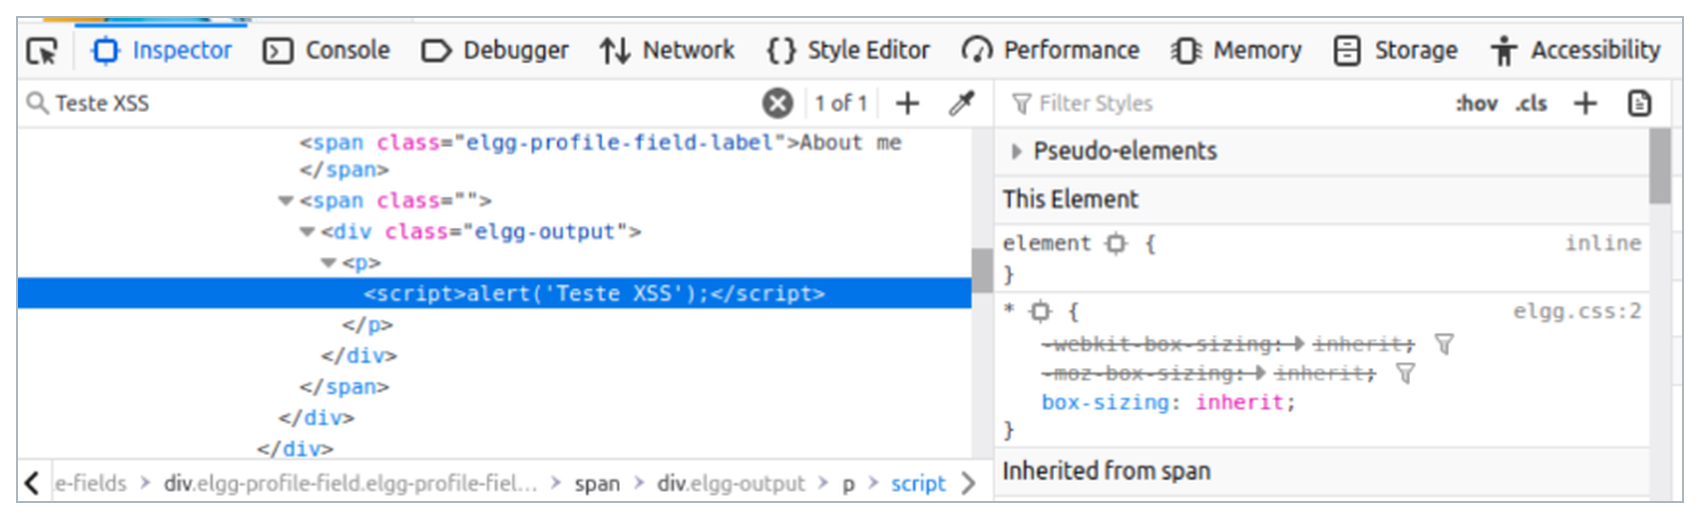 Inspector Console Debugger Network Style Editor Performance Memory Storage Accessibility
Teste XSS 1 of 1 +
<span class="elgg-profile-field-label">About me
</span>
<span class="">
<div class="elgg-output">
<p>
<script>alert('Teste XSS');</script>
</p>
</div>
</span>
</div>
</div>
e-fields > div.elgg-profile-field.elgg-profile-fiel... > span > div.elgg-output > p > script
Filter Styles :hov .cls +
Pseudo-elements
This Element
element { inline
}
* { elgg.css:2
-webkit-box-sizing: inherit;
-moz-box-sizing: inherit;
box-sizing: inherit;
}
Inherited from span